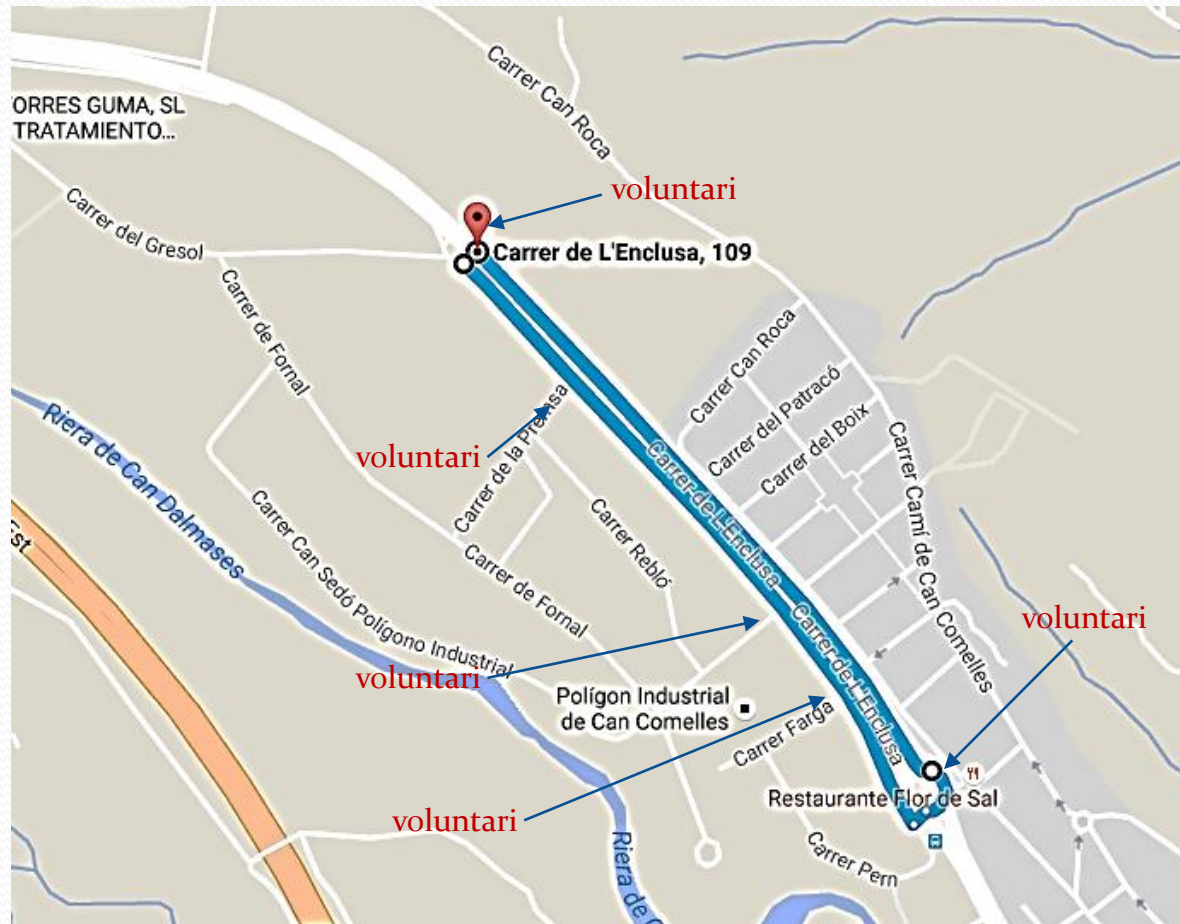 Carrer Can Roca
TORRES GUMA, SL
TRATAMIENTO...
voluntari
Carrer del Gresol
Carrer de L'Enclusa, 109
Carrer de Fornal
Carrer Can Roca
Carrer del Patracó
Carrer del Boix
Carrer de la Premsa
voluntari
Riera de Can Dalmases
Carrer de L'Enclusa
Carrer Camí de Can Comelles
Est
Carrer Can Sedó Polígono Industrial
Carrer Rebló
Carrer de Fornal
Carrer de L'Enclusa
voluntari
voluntari
Polígon Industrial
de Can Comelles
Carrer Farga
Restaurante Flor de Sal
voluntari
Carrer Pern
Riera de